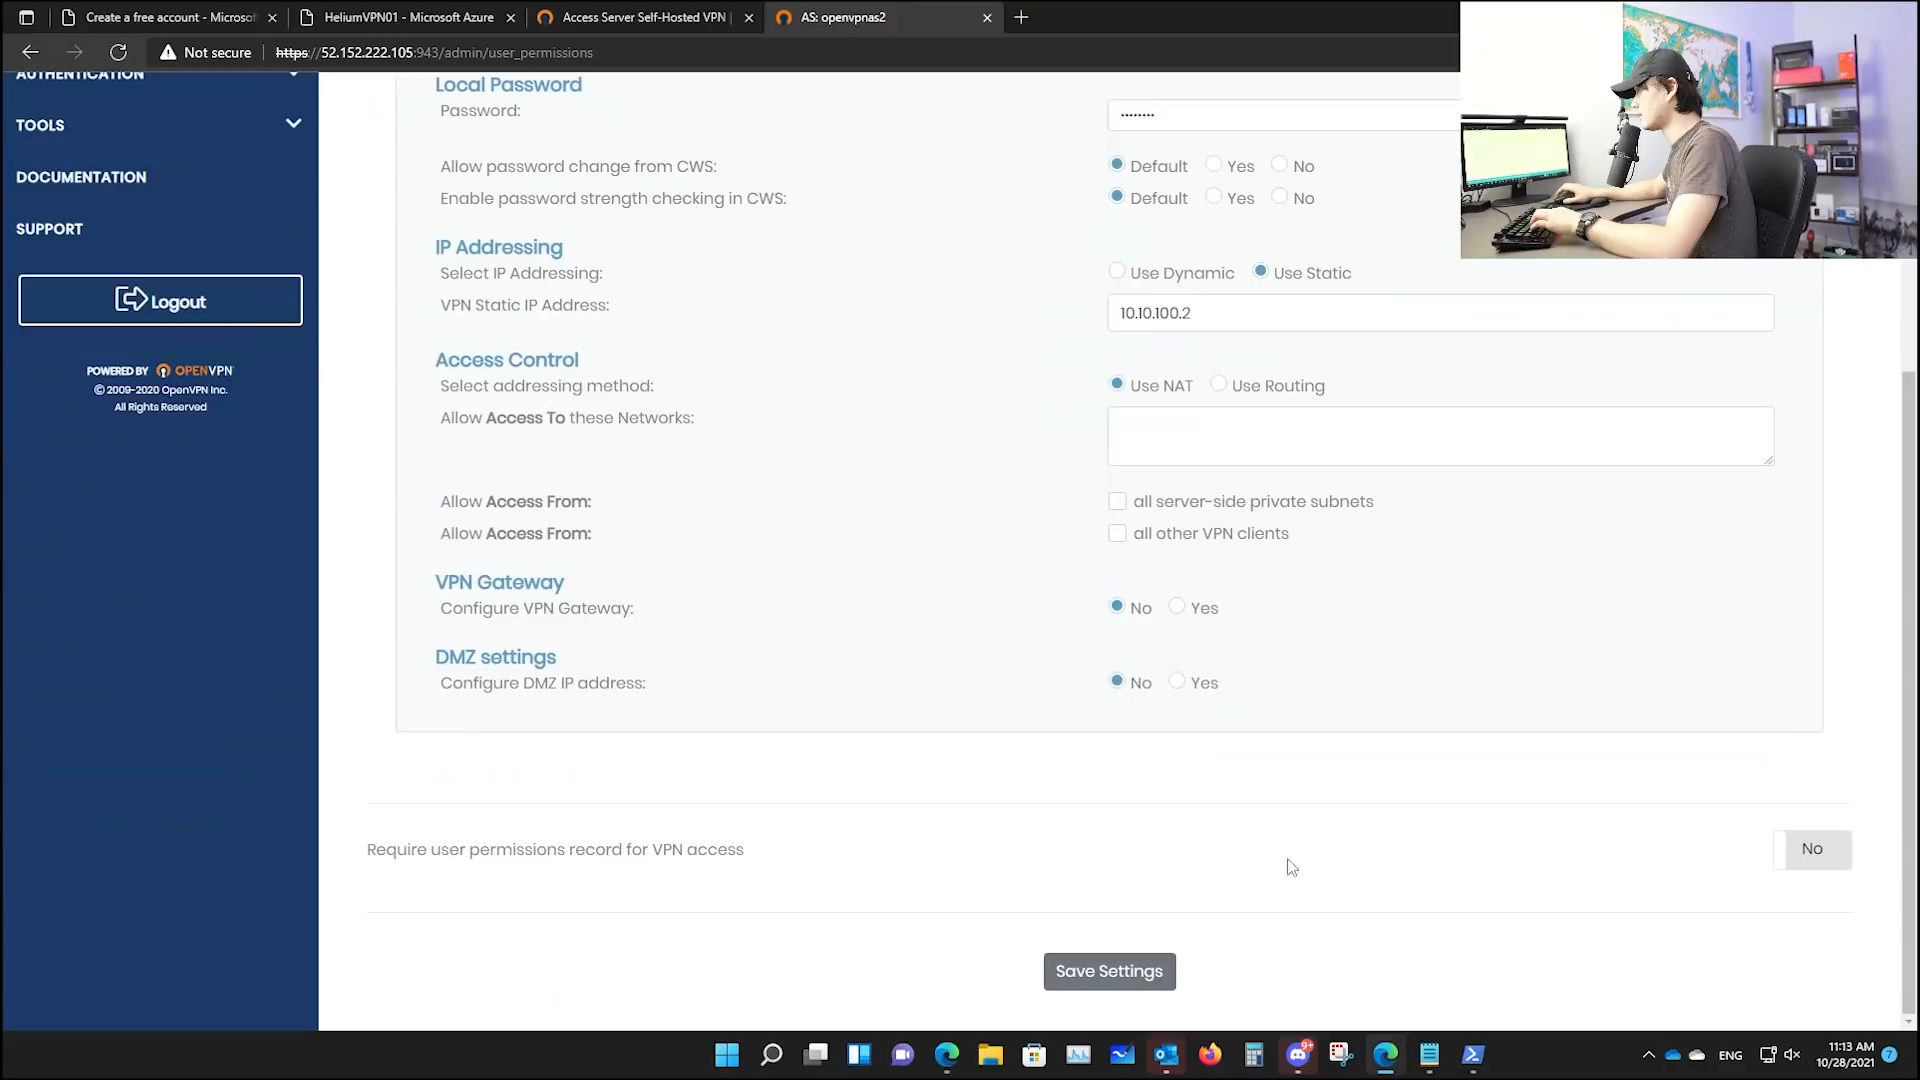 Create a free account - Microsof
HeliumVPN01 - Microsoft Azure
Access Server Self-Hosted VPN |
AS: openvpnas2
Not secure
https://52.152.222.105:943/admin/user_permissions
AUTHENTICATION
TOOLS
DOCUMENTATION
SUPPORT
Logout
POWERED BY OPENVPN
© 2009-2020 OpenVPN Inc.
All Rights Reserved
Local Password
Password:
••••••••
Allow password change from CWS:
Default Yes No
Enable password strength checking in CWS:
Default Yes No
IP Addressing
Select IP Addressing:
Use Dynamic Use Static
VPN Static IP Address:
10.10.100.2
Access Control
Select addressing method:
Use NAT Use Routing
Allow Access To these Networks:
Allow Access From:
all server-side private subnets
Allow Access From:
all other VPN clients
VPN Gateway
Configure VPN Gateway:
No Yes
DMZ settings
Configure DMZ IP address:
No Yes
Require user permissions record for VPN access
No
Save Settings
9+
ENG
11:13 AM
10/28/2021
7